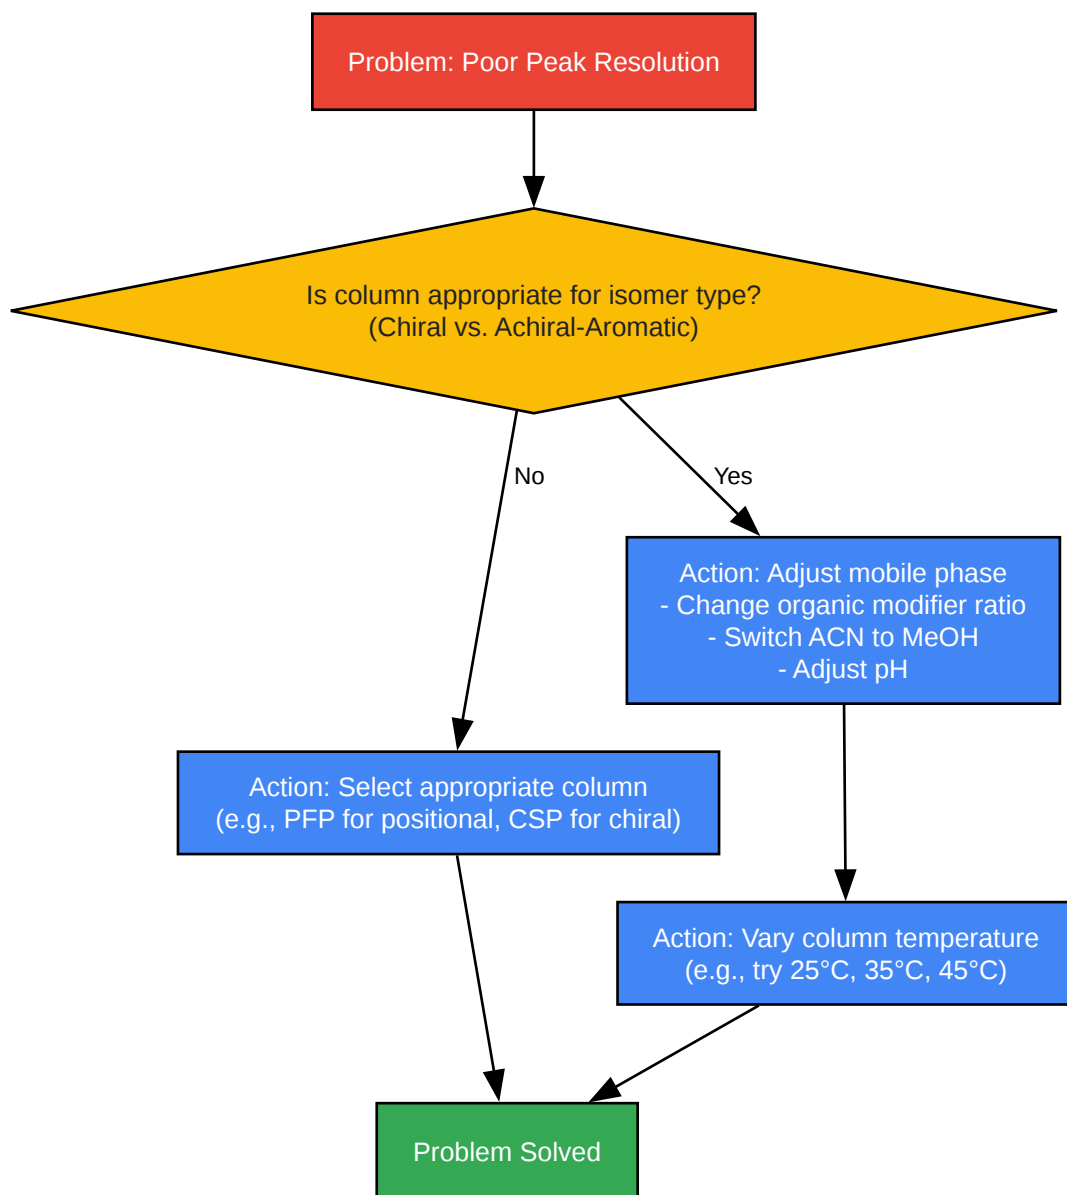 Problem: Poor Peak Resolution
Is column appropriate for isomer type?
(Chiral vs. Achiral-Aromatic)
No
Yes
Action: Adjust mobile phase
- Change organic modifier ratio
- Switch ACN to MeOH
- Adjust pH
Action: Select appropriate column
(e.g., PFP for positional, CSP for chiral)
Action: Vary column temperature
(e.g., try 25°C, 35°C, 45°C)
Problem Solved